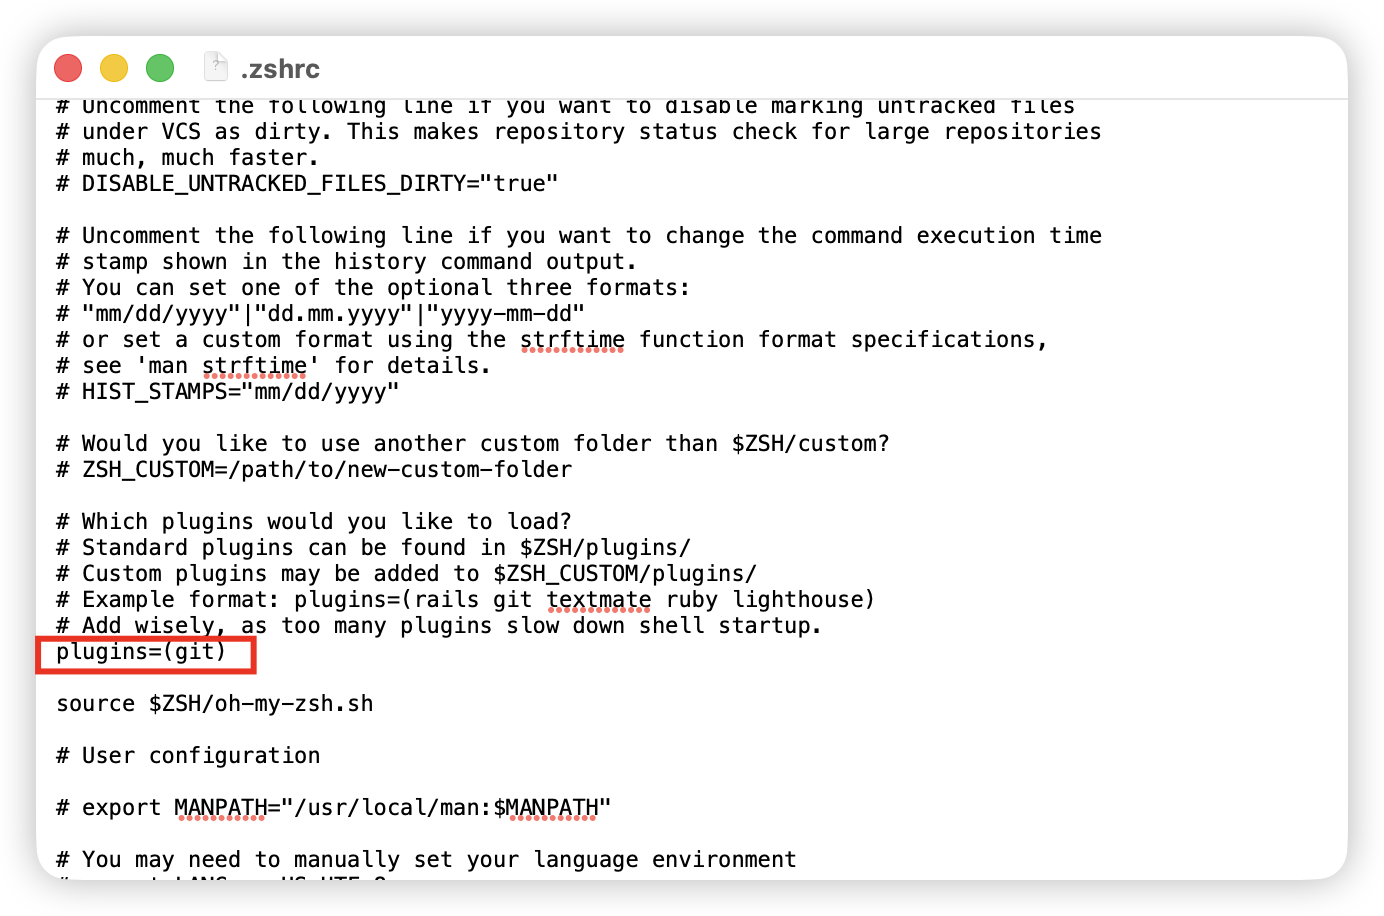 .zshrc
# Uncomment the following line if you want to disable marking untracked files
# under VCS as dirty. This makes repository status check for large repositories
# much, much faster.
# DISABLE_UNTRACKED_FILES_DIRTY="true"
# Uncomment the following line if you want to change the command execution time
# stamp shown in the history command output.
# You can set one of the optional three formats:
# "mm/dd/yyyy"|"dd.mm.yyyy"|"yyyy-mm-dd"
# or set a custom format using the strftime function format specifications,
# see 'man strftime' for details.
# HIST_STAMPS="mm/dd/yyyy"
# Would you like to use another custom folder than $ZSH/custom?
# ZSH_CUSTOM=/path/to/new-custom-folder
# Which plugins would you like to load?
# Standard plugins can be found in $ZSH/plugins/
# Custom plugins may be added to $ZSH_CUSTOM/plugins/
# Example format: plugins=(rails git textmate ruby lighthouse)
# Add wisely, as too many plugins slow down shell startup.
plugins=(git)
source $ZSH/oh-my-zsh.sh
# User configuration
# export MANPATH="/usr/local/man:$MANPATH"
# You may need to manually set your language environment